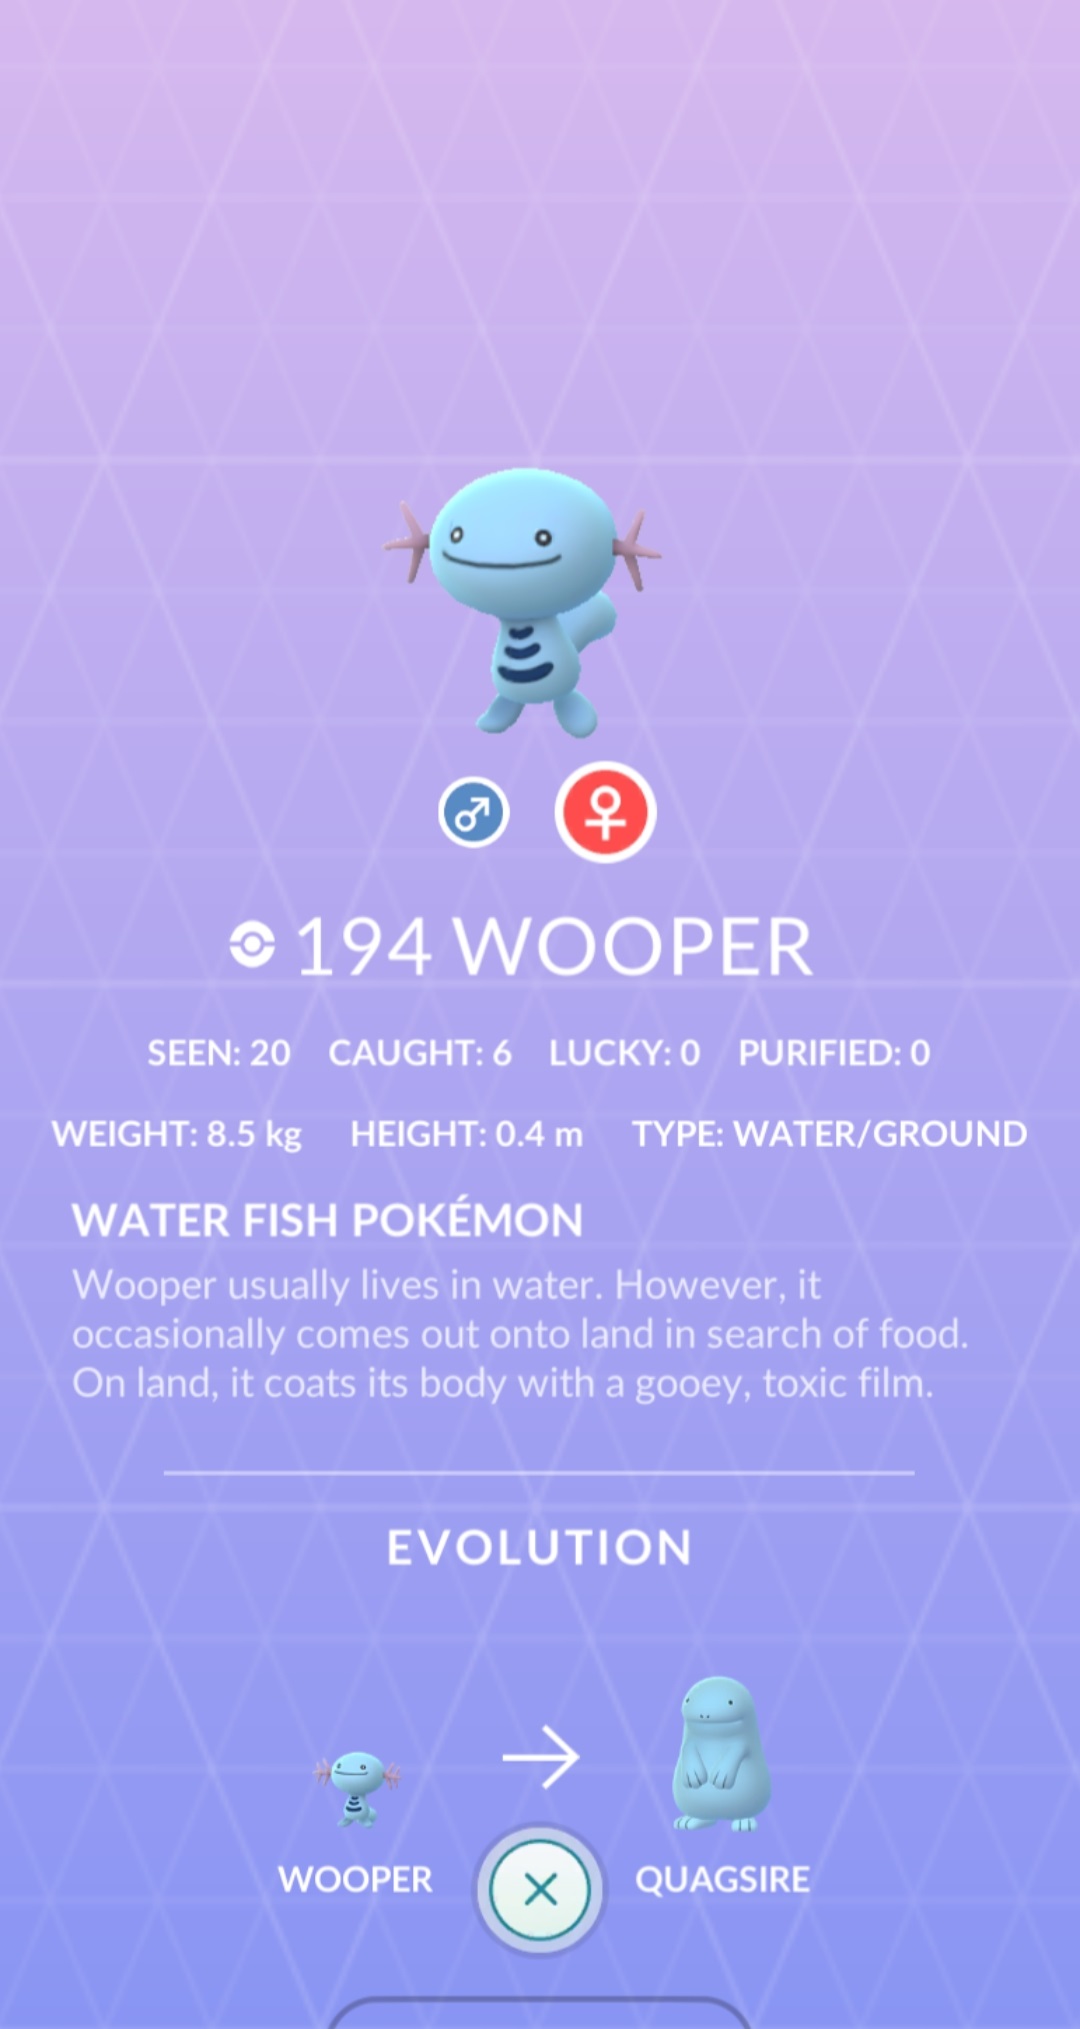 194 WOOPER
SEEN: 20 CAUGHT: 6 LUCKY: 0 PURIFIED: 0
WEIGHT: 8.5 kg HEIGHT: 0.4 m TYPE: WATER/GROUND
WATER FISH POKÉMON
Wooper usually lives in water. However, it
occasionally comes out onto land in search of food.
On land, it coats its body with a gooey, toxic film.
EVOLUTION
WOOPER QUAGSIRE